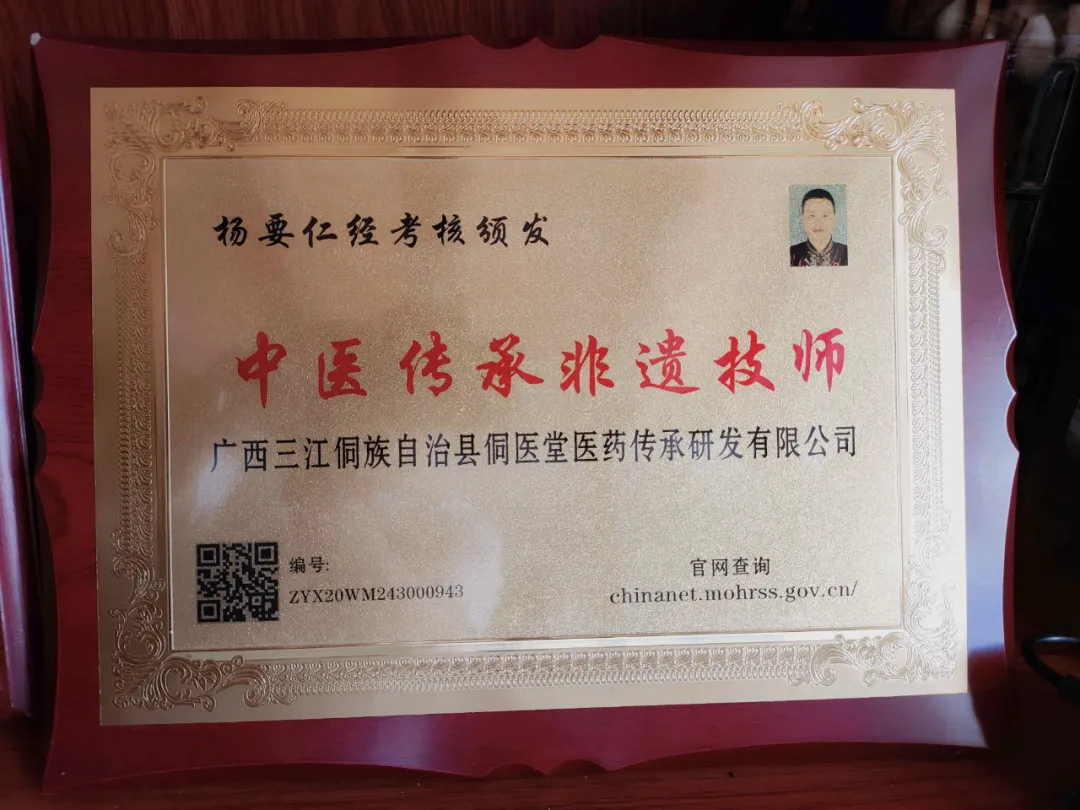 杨要仁经考核颁发
中医传承非遗技师
广西三江侗族自治县侗医堂医药传承研发有限公司
编号:
ZYX20WM243000943
官网查询
chinanet.mohrss.gov.cn/